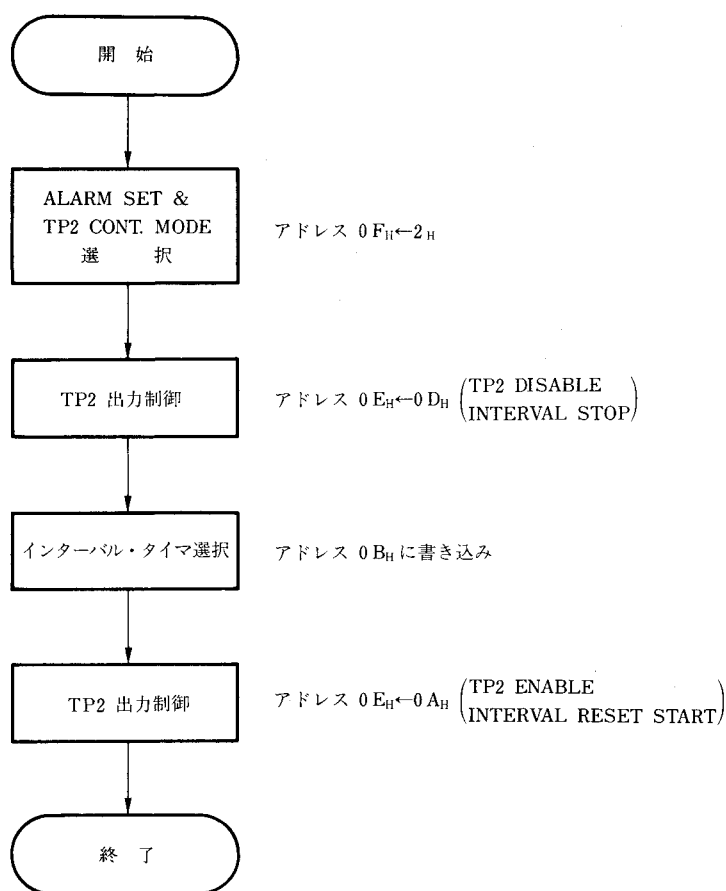 開 始
ALARM SET &
TP2 CONT. MODE
選 択
アドレス 0FH←2H
TP2 出力制御
アドレス 0EH←0DH (TP2 DISABLE
INTERVAL STOP)
インターバル・タイマ選択
アドレス 0BHに書き込み
TP2 出力制御
アドレス 0EH←0AH (TP2 ENABLE
INTERVAL RESET START)
終 了